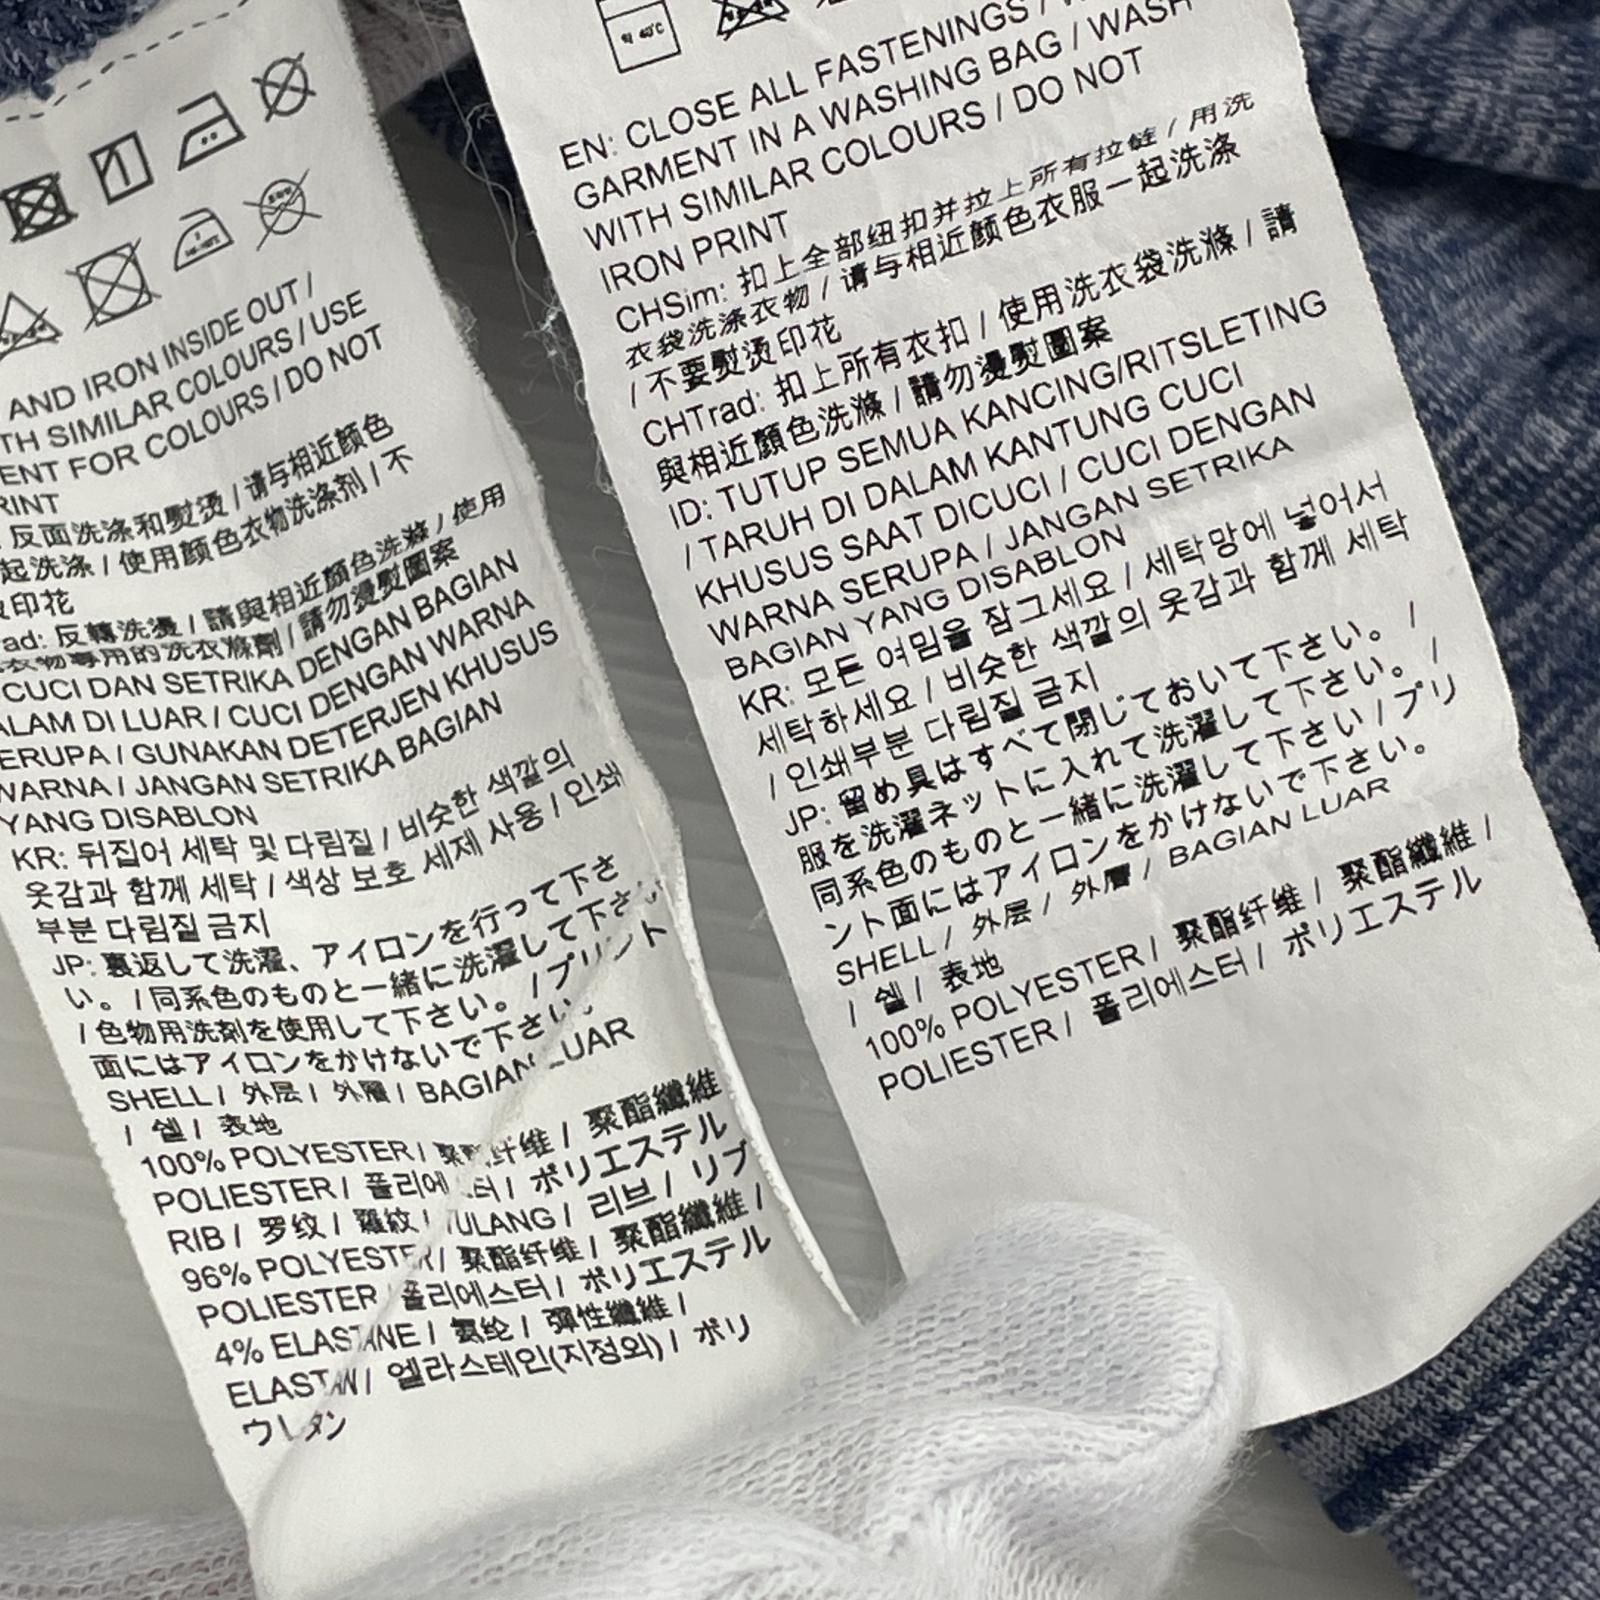 AND IRON INSIDE OUT /
TH SIMILAR COLOURS / USE
ENT FOR COLOURS / DO NOT
RINT
反面洗涤和熨烫 / 请与相近颜色
起洗涤 / 使用颜色衣物洗涤剂 / 不
印花
ad: 反轉洗燙 / 請與相近顏色洗滌 / 使用
衣物專用的洗衣滌劑 / 請勿燙熨圖案
CUCI DAN SETRIKA DENGAN BAGIAN
ALAM DI LUAR / CUCI DENGAN WARNA
ERUPA / GUNAKAN DETERJEN KHUSUS
WARNA / JANGAN SETRIKA BAGIAN
YANG DISABLON
KR: 뒤집어 세탁 및 다림질 / 비슷한 색깔의
옷감과 함께 세탁 / 색상 보호 세제 사용 / 인쇄
부분 다림질 금지
JP: 裏返して洗濯、アイロンを行って下さ
い。 / 同系色のものと一緒に洗濯して下さい
/ 色物用洗剤を使用して下さい。 / プリント
面にはアイロンをかけないで下さい。
SHELL / 外层 / 外層 / BAGIAN LUAR
/ 쉘 / 表地
100% POLYESTER / 聚酯纤维 / 聚酯纖維
POLIESTER / 폴리에스터 / ポリエステル
RIB / 罗纹 / 羅紋 / TULANG / 리브 / リブ
96% POLYESTER / 聚酯纤维 / 聚酯纖維 /
POLIESTER / 폴리에스터 / ポリエステル
4% ELASTANE / 氨纶 / 彈性纖維 /
ELASTAN / 엘라스테인(지정외) / ポリ
ウレタン
40°C
EN: CLOSE ALL FASTENINGS /
GARMENT IN A WASHING BAG / WASH
WITH SIMILAR COLOURS / DO NOT
IRON PRINT
CHSim: 扣上全部纽扣并拉上所有拉链 / 用洗
衣袋洗涤衣物 / 请与相近颜色衣服一起洗涤
/ 不要熨烫印花
CHTrad: 扣上所有衣扣 / 使用洗衣袋洗滌 / 請
與相近顏色洗滌 / 請勿燙熨圖案
ID: TUTUP SEMUA KANCING/RITSLETING
/ TARUH DI DALAM KANTUNG CUCI
KHUSUS SAAT DICUCI / CUCI DENGAN
WARNA SERUPA / JANGAN SETRIKA
BAGIAN YANG DISABLON
KR: 모든 여밈을 잠그세요 / 세탁망에 넣어서
세탁하세요 / 비슷한 색깔의 옷감과 함께 세탁
/ 인쇄부분 다림질 금지
JP: 留め具はすべて閉じておいて下さい。 /
服を洗濯ネットに入れて洗濯して下さい。 /
同系色のものと一緒に洗濯して下さい / プリ
ント面にはアイロンをかけないで下さい。
SHELL / 外层 / 外層 / BAGIAN LUAR
/ 쉘 / 表地
100% POLYESTER / 聚酯纤维 / 聚酯纖維 /
POLIESTER / 폴리에스터 / ポリエステル